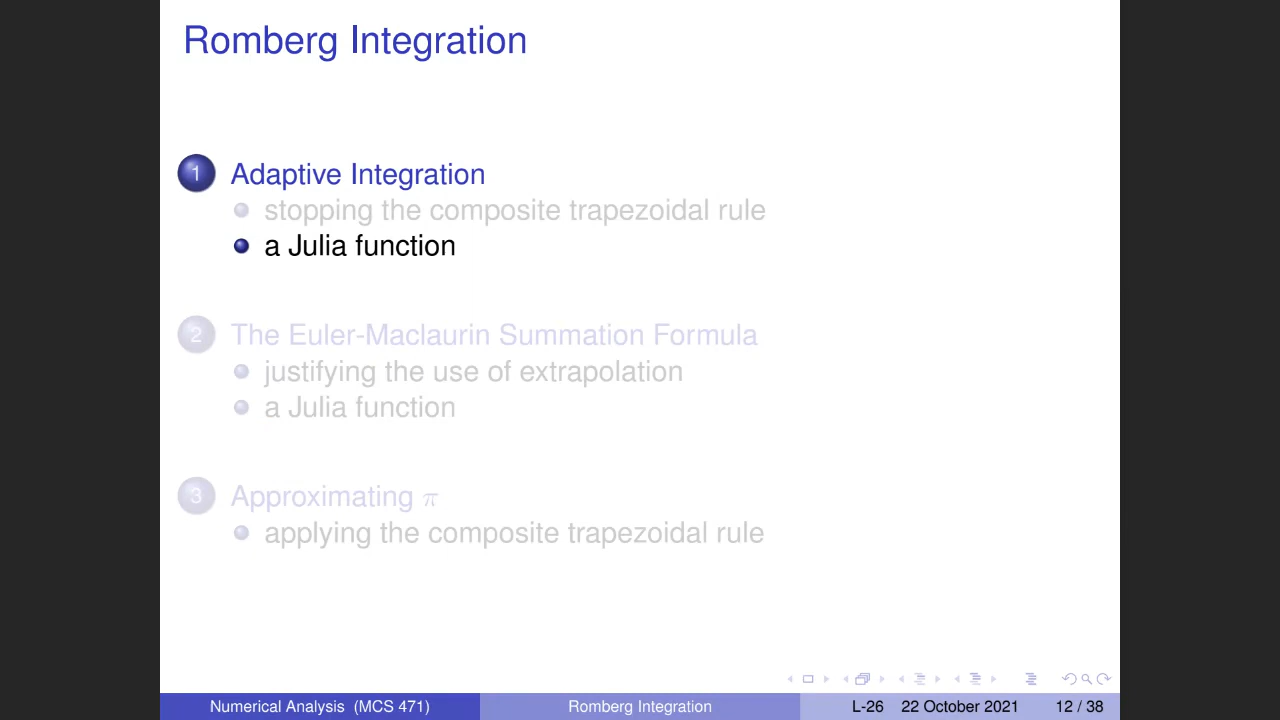 Romberg Integration
1 Adaptive Integration
stopping the composite trapezoidal rule
a Julia function
2 The Euler-Maclaurin Summation Formula
justifying the use of extrapolation
a Julia function
3 Approximating π
applying the composite trapezoidal rule
Numerical Analysis (MCS 471) Romberg Integration L-26 22 October 2021 12 / 38